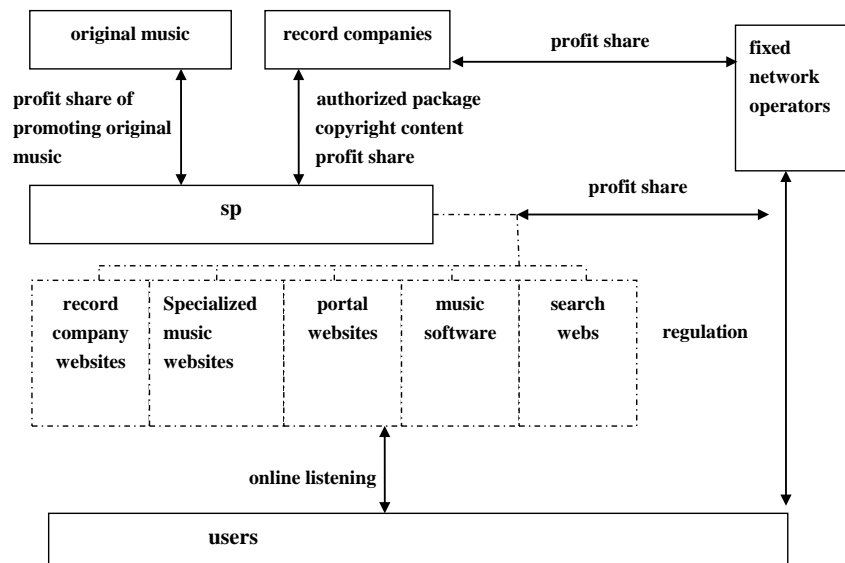 original music
record companies
profit share
fixed
network
operators
profit share of
promoting original
music
authorized package
copyright content
profit share
profit share
sp
record
company
websites
Specialized
music
websites
portal
websites
music
software
search
webs
regulation
online listening
users